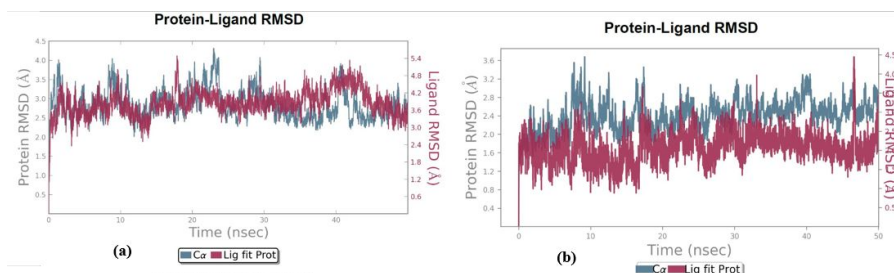 Protein-Ligand RMSD
Protein RMSD (Å)
4.5
4.0
3.5
3.0
2.5
2.0
1.5
1.0
0.5
5.4
4.8
4.2
3.6
3.0
2.4
1.8
1.2
0.6
Ligand RMSD (Å)
0
10
20
30
40
Time (nsec)
(a)
Cα
Lig fit Prot
Protein-Ligand RMSD
Protein RMSD (Å)
3.6
3.2
2.8
2.4
2.0
1.6
1.2
0.8
0.4
Ligand RMSD (Å)
0
10
20
30
40
50
Time (nsec)
(b)
Cα
Lig fit Prot